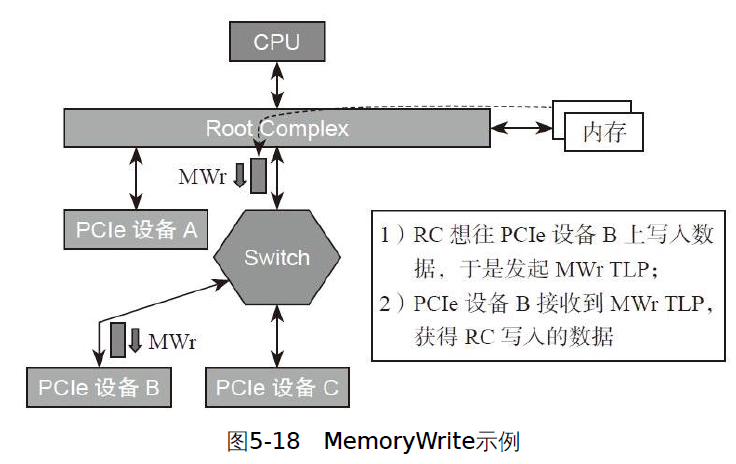 CPU
Root Complex
内存
MWr
PCIe 设备 A
Switch
1）RC 想往 PCIe 设备 B 上写入数
据，于是发起 MWr TLP；
2）PCIe 设备 B 接收到 MWr TLP，
获得 RC 写入的数据
MWr
PCIe 设备 B
PCIe 设备 C
图5-18　MemoryWrite示例